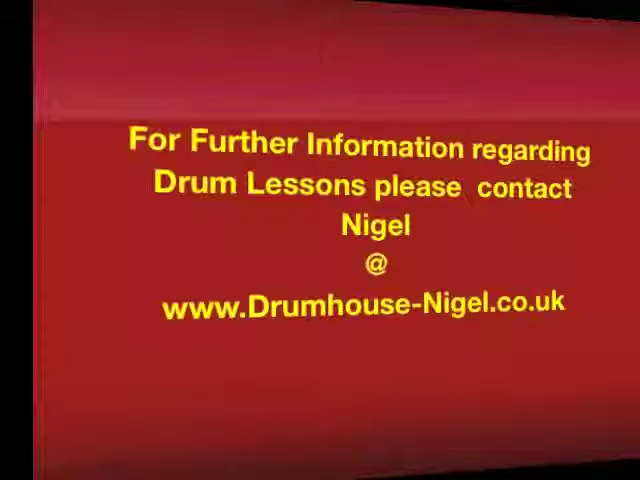 For Further Information regarding
Drum Lessons please contact
Nigel
@
www.Drumhouse-Nigel.co.uk